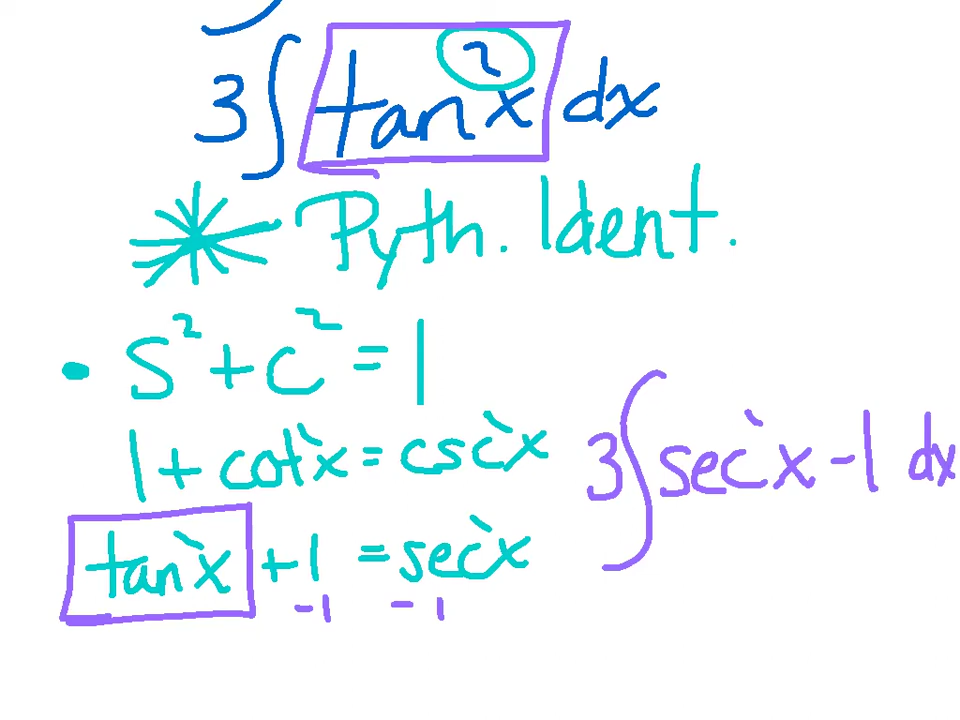 3∫ tan²x dx
Pyth. Ident.
• S² + C² = 1
1 + cot²x = csc²x
3∫ sec²x - 1 dx
tan²x + 1 = sec²x
-1 -1